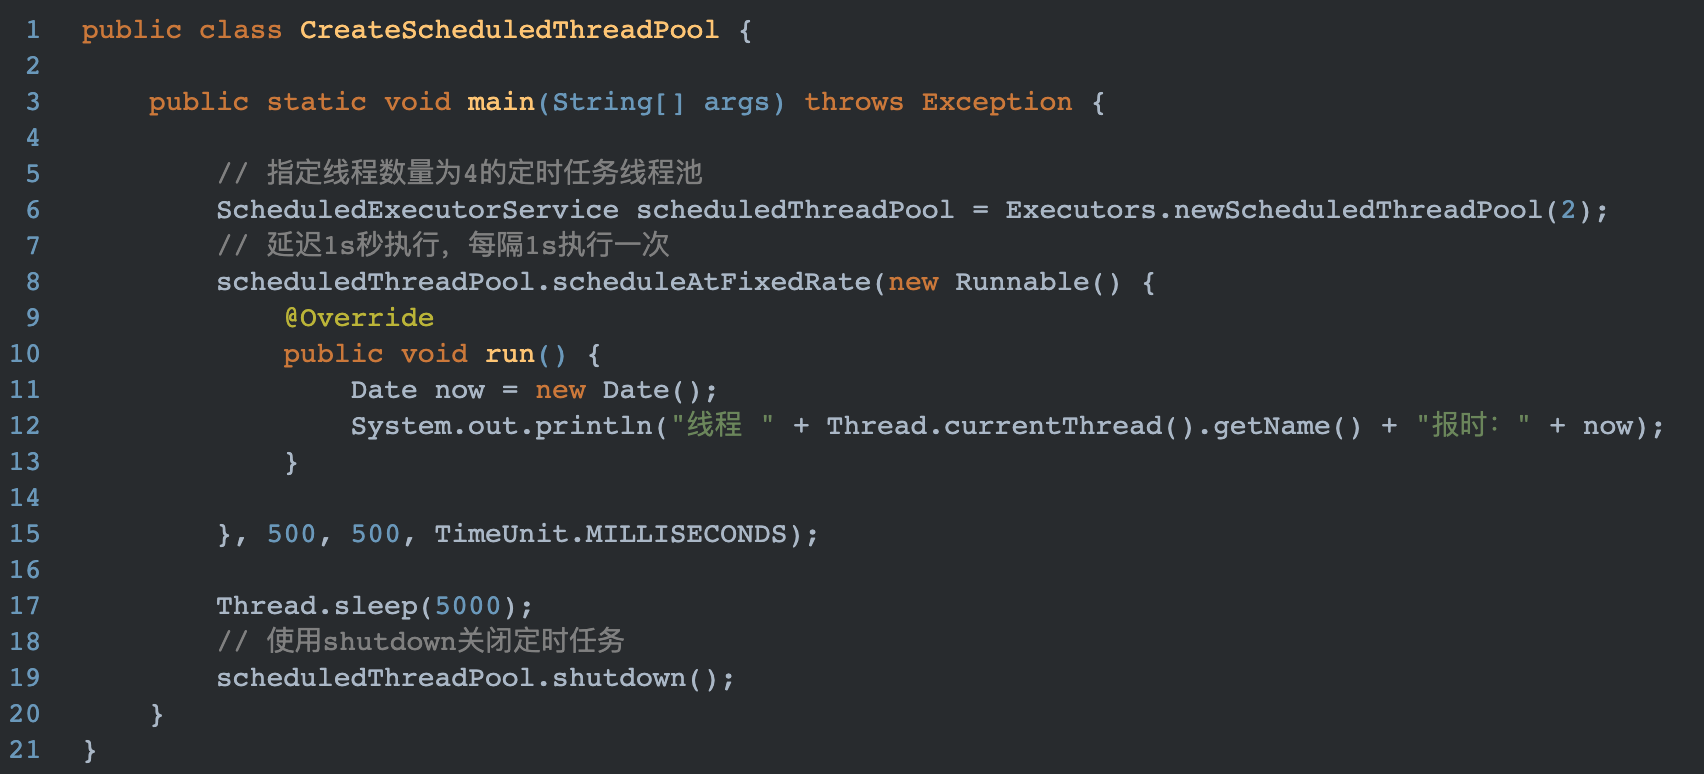 1 public class CreateScheduledThreadPool {
2
3 public static void main(String[] args) throws Exception {
4
5 // 指定线程数量为4的定时任务线程池
6 ScheduledExecutorService scheduledThreadPool = Executors.newScheduledThreadPool(2);
7 // 延迟1s秒执行，每隔1s执行一次
8 scheduledThreadPool.scheduleAtFixedRate(new Runnable() {
9 @Override
10 public void run() {
11 Date now = new Date();
12 System.out.println("线程 " + Thread.currentThread().getName() + "报时：" + now);
13 }
14
15 }, 500, 500, TimeUnit.MILLISECONDS);
16
17 Thread.sleep(5000);
18 // 使用shutdown关闭定时任务
19 scheduledThreadPool.shutdown();
20 }
21 }